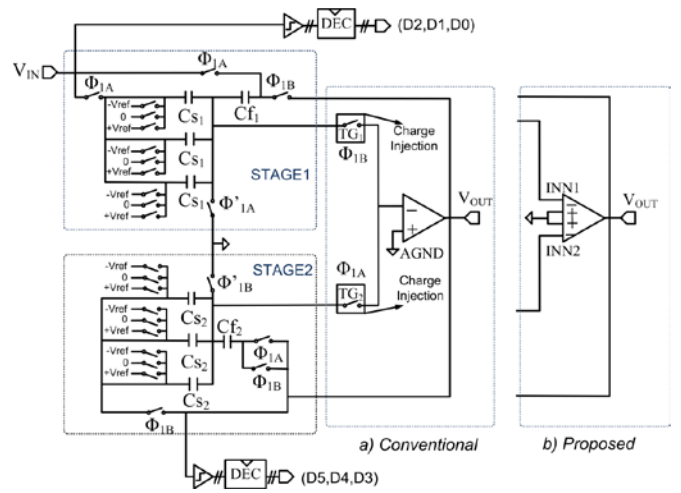 DEC
(D2,D1,D0)
V_IN
Φ1A
Φ1A
Φ1B
-Vref
0
+Vref
Cs1
Cf1
-Vref
0
+Vref
Cs1
-Vref
0
+Vref
Cs1
STAGE1
Φ'1A
TG1
Φ1B
Charge
Injection
V_OUT
AGND
INN1
INN2
V_OUT
STAGE2
Φ'1B
Φ1A
TG2
Charge
Injection
-Vref
0
+Vref
Cs2
-Vref
0
+Vref
Cs2
Cf2
Φ1A
Φ1B
-Vref
0
+Vref
Cs2
Φ1B
a) Conventional
b) Proposed
DEC
(D5,D4,D3)